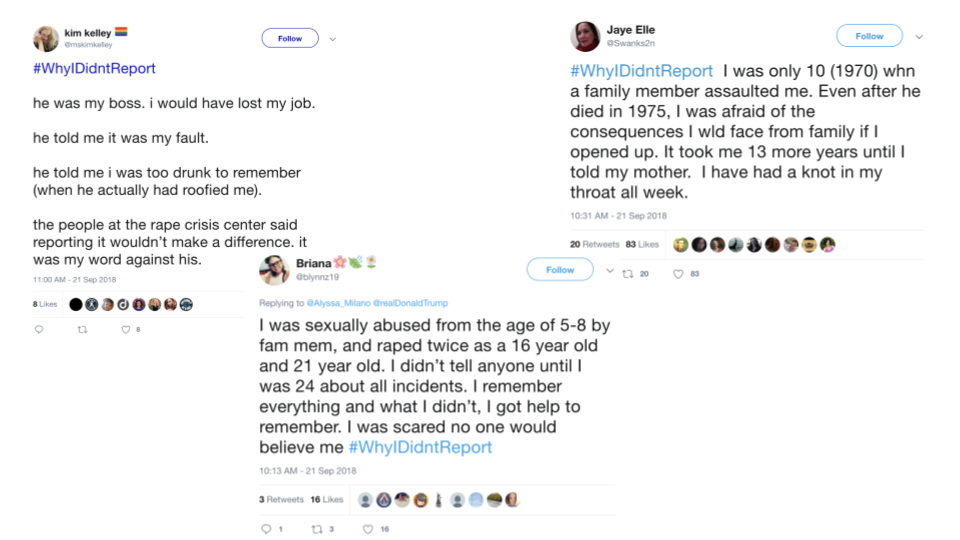 kim kelley
@mskimkelley
Follow
#WhyIDidntReport
he was my boss. i would have lost my job.
he told me it was my fault.
he told me i was too drunk to remember
(when he actually had roofied me).
the people at the rape crisis center said
reporting it wouldn't make a difference. it
was my word against his.
11:00 AM - 21 Sep 2018
8 Likes
8
Jaye Elle
@Swanks2n
Follow
#WhyIDidntReport I was only 10 (1970) whn
a family member assaulted me. Even after he
died in 1975, I was afraid of the
consequences I wld face from family if I
opened up. It took me 13 more years until I
told my mother. I have had a knot in my
throat all week.
10:31 AM - 21 Sep 2018
20 Retweets 83 Likes
20 83
Briana
@blynnz19
Follow
Replying to @Alyssa_Milano @realDonaldTrump
I was sexually abused from the age of 5-8 by
fam mem, and raped twice as a 16 year old
and 21 year old. I didn't tell anyone until I
was 24 about all incidents. I remember
everything and what I didn't, I got help to
remember. I was scared no one would
believe me #WhyIDidntReport
10:13 AM - 21 Sep 2018
3 Retweets 16 Likes
1 3 16